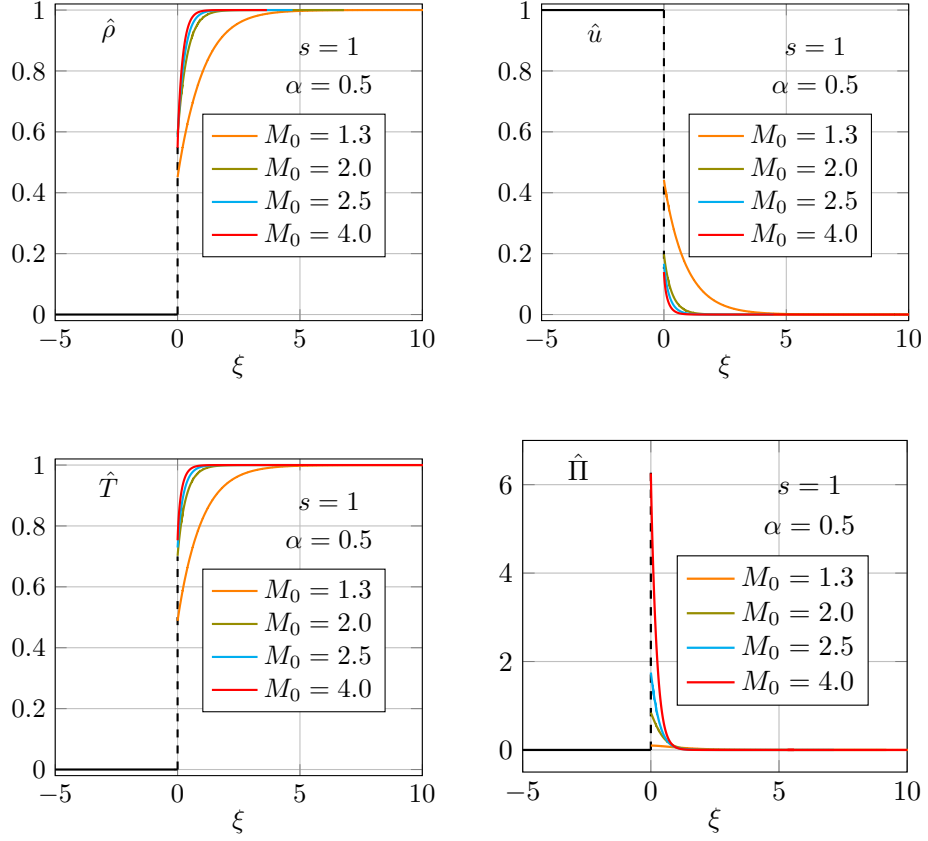 ρ̂
s = 1
α = 0.5
M₀ = 1.3
M₀ = 2.0
M₀ = 2.5
M₀ = 4.0
1
0.8
0.6
0.4
0.2
0
−5 0 5 10
ξ
û
s = 1
α = 0.5
M₀ = 1.3
M₀ = 2.0
M₀ = 2.5
M₀ = 4.0
1
0.8
0.6
0.4
0.2
0
−5 0 5 10
ξ
T̂
s = 1
α = 0.5
M₀ = 1.3
M₀ = 2.0
M₀ = 2.5
M₀ = 4.0
1
0.8
0.6
0.4
0.2
0
−5 0 5 10
ξ
Π̂
s = 1
α = 0.5
M₀ = 1.3
M₀ = 2.0
M₀ = 2.5
M₀ = 4.0
6
4
2
0
−5 0 5 10
ξ